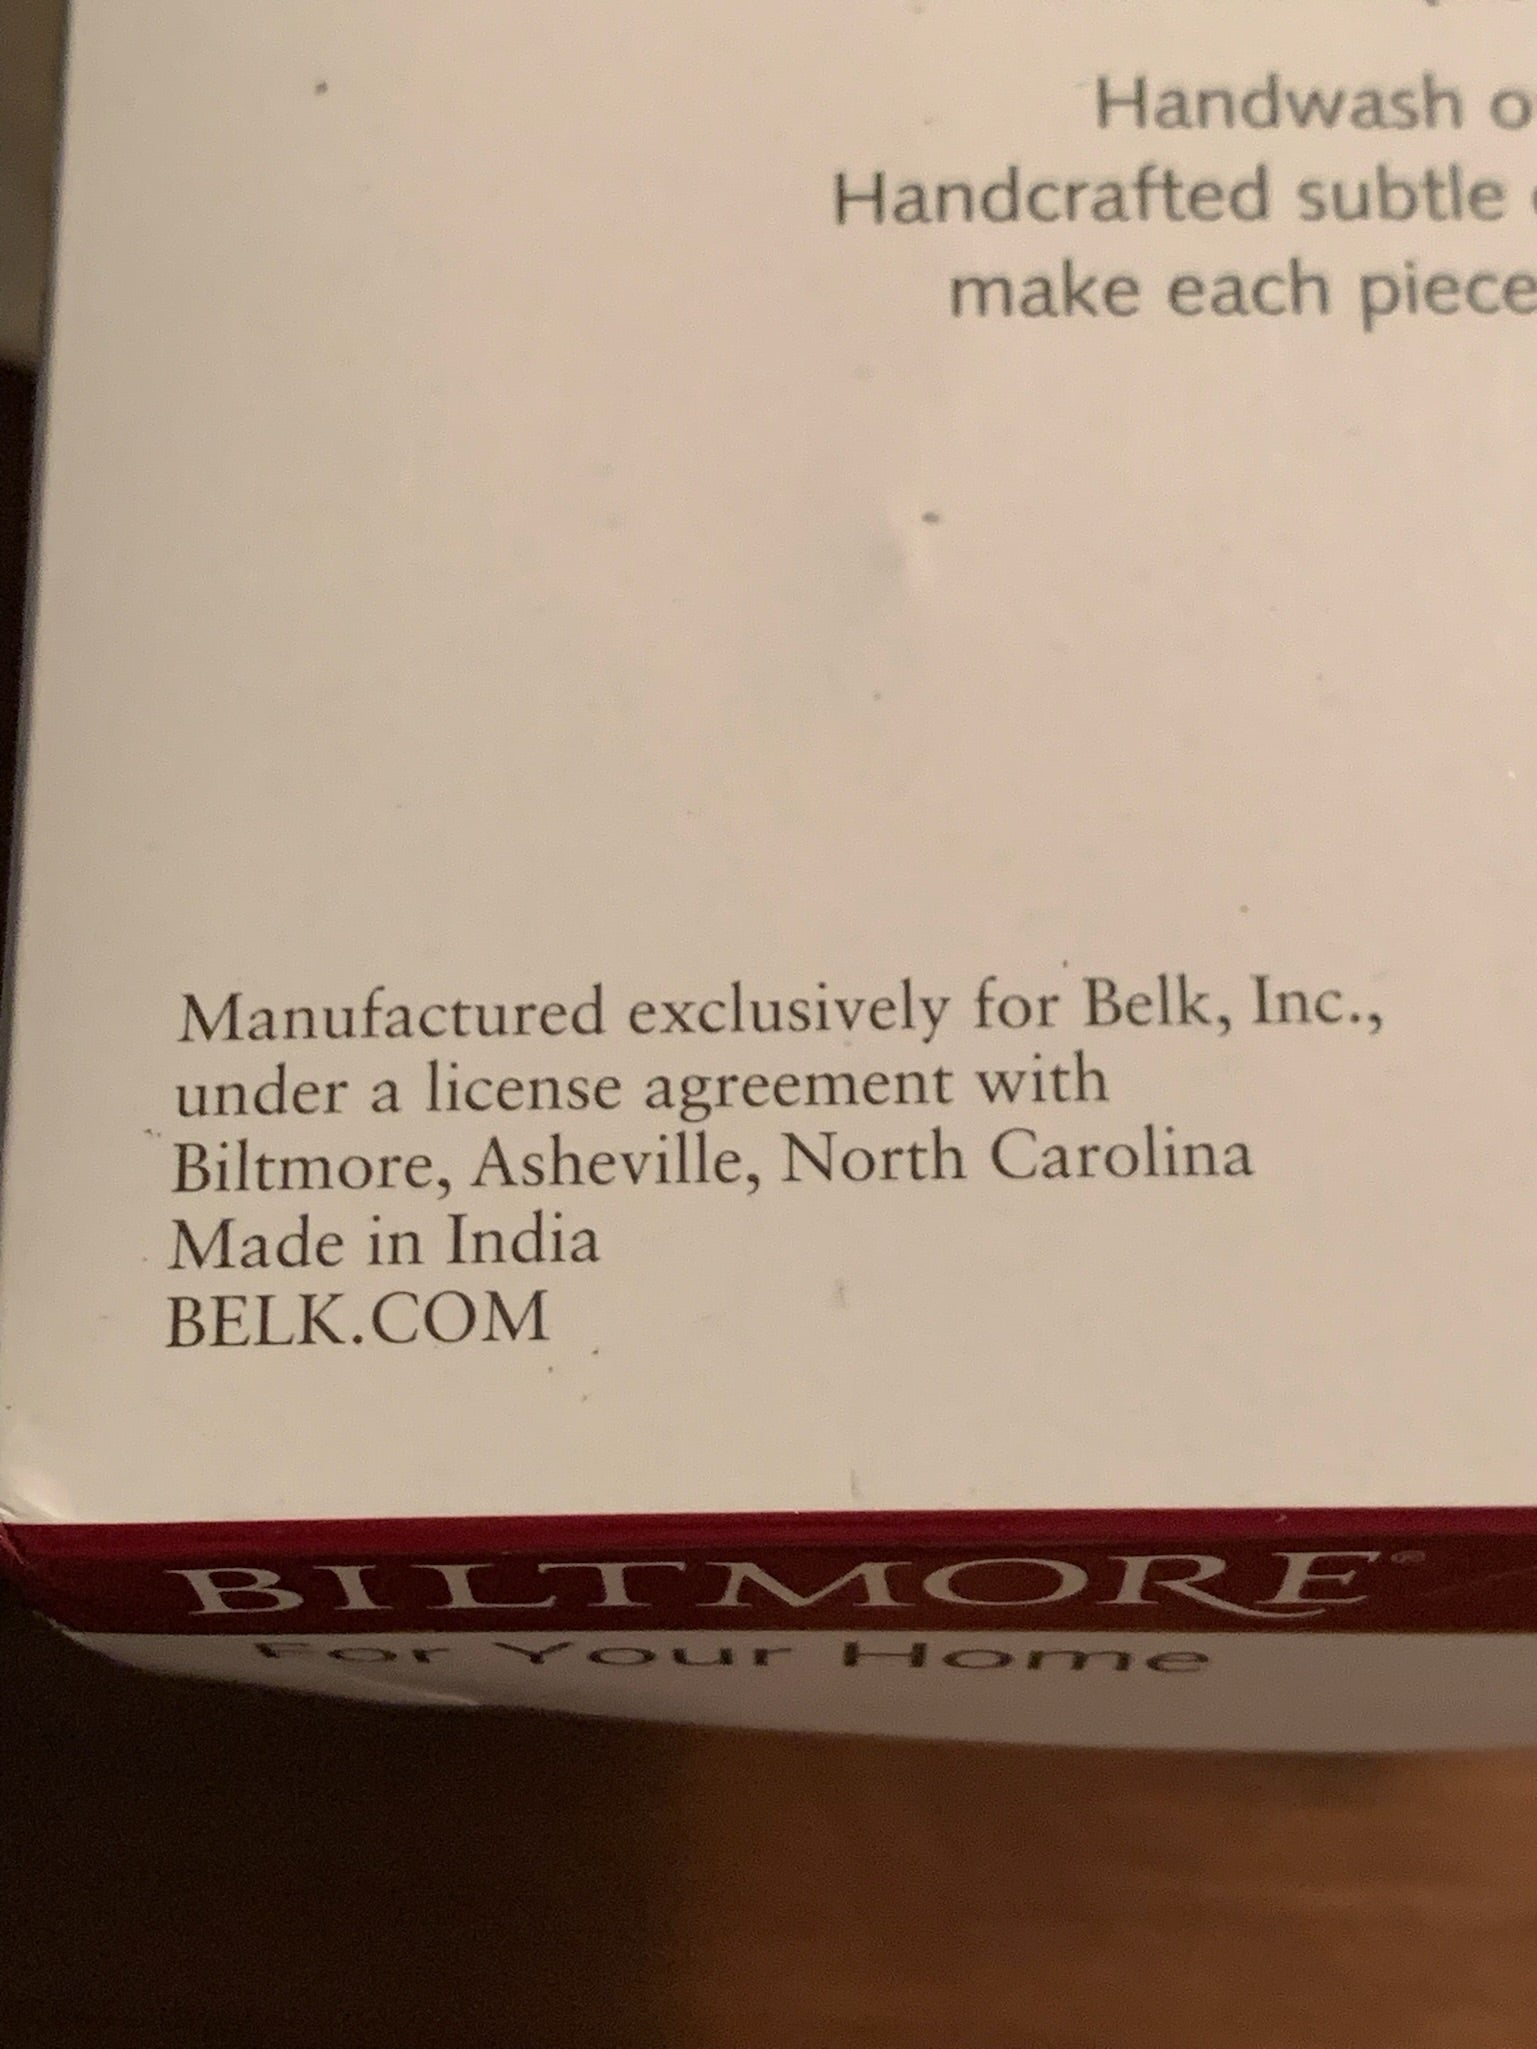 Handwash
Handcrafted subtle
make each piece
Manufactured exclusively for Belk, Inc.,
under a license agreement with
Biltmore, Asheville, North Carolina
Made in India
BELK.COM
BILTMORE®
For Your Home